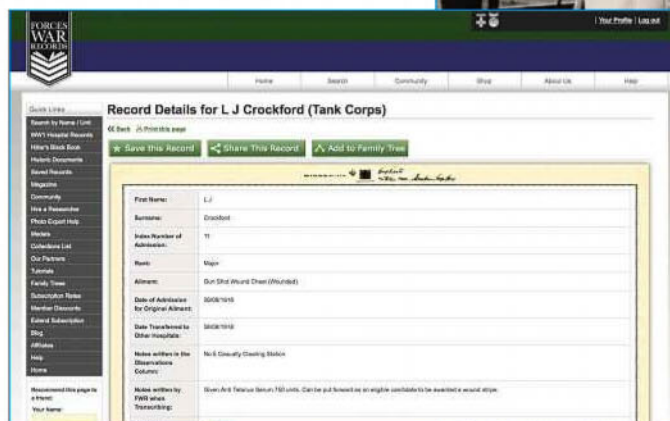 FORCES
WAR
RECORDS
| Your Profile | Log out
Home Search Community Shop About Us Help
Quick Links
Search by Name / Unit
WW1 Hospital Records
Hitler's Black Book
Historic Documents
Saved Records
Magazine
Community
Hire a Researcher
Photo Expert Help
Medals
Collections List
Our Partners
Tutorials
Family Trees
Subscription Rates
Member Discounts
Extend Subscription
Blog
Affiliates
Help
Home
Recommend this page to
a friend:
Your Name:
Record Details for L J Crockford (Tank Corps)
Back Print this page
Save this Record Share This Record Add to Family Tree
First Name: L J
Surname: Crockford
Index Number of
Admission: 11
Rank: Major
Ailment: Gun Shot Wound Chest (Wounded)
Date of Admission
for Original Ailment:
Date Transferred to
Other Hospitals:
Notes written in the
Observations
Column: No 5 Casualty Clearing Station
Notes written by
FWR when
Transcribing: Given Anti Tetanus Serum 750 units. Can be put forward as an eligible candidate to be awarded a wound stripe.